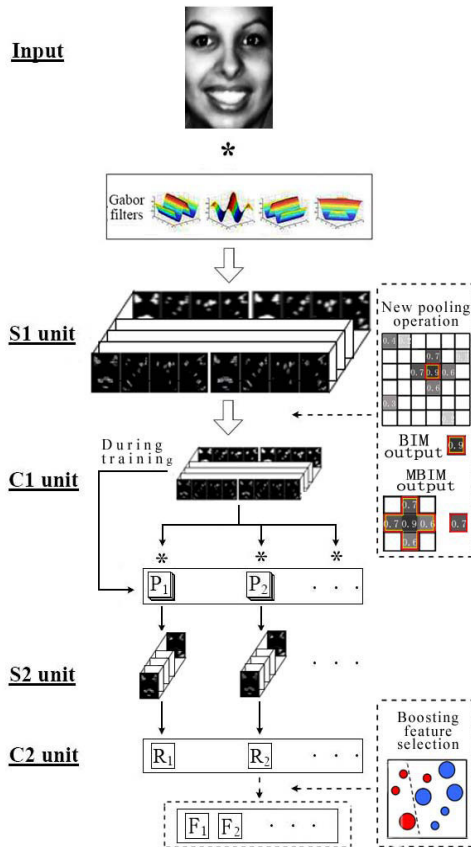 Input
*
Gabor
filters
S1 unit
New pooling
operation
0.7
0.7 0.9 0.6
0.6
BIM
output
0.9
During
training
C1 unit
MBIM
output
0.7
0.7 0.9 0.6
0.6
0.7
* * *
P1 P2 . . .
S2 unit
. . .
Boosting
feature
selection
C2 unit
R1 R2 . . .
F1 F2 . . .